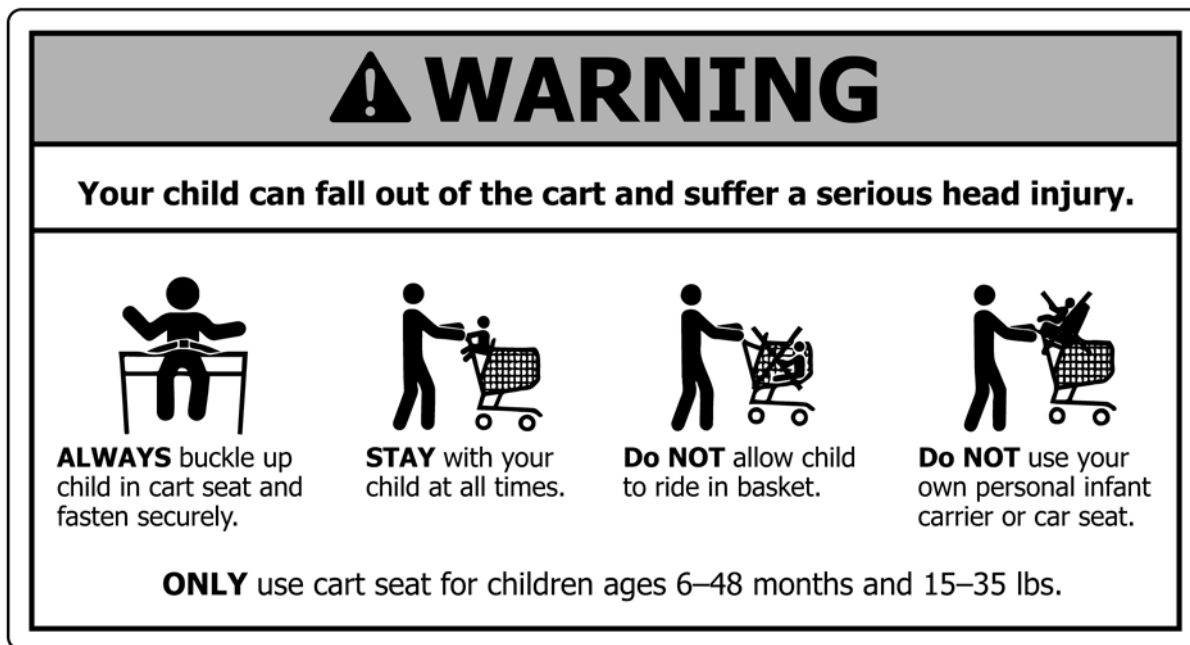 WARNING
Your child can fall out of the cart and suffer a serious head injury.
ALWAYS buckle up
child in cart seat and
fasten securely.
STAY with your
child at all times.
Do NOT allow child
to ride in basket.
Do NOT use your
own personal infant
carrier or car seat.
ONLY use cart seat for children ages 6–48 months and 15–35 lbs.